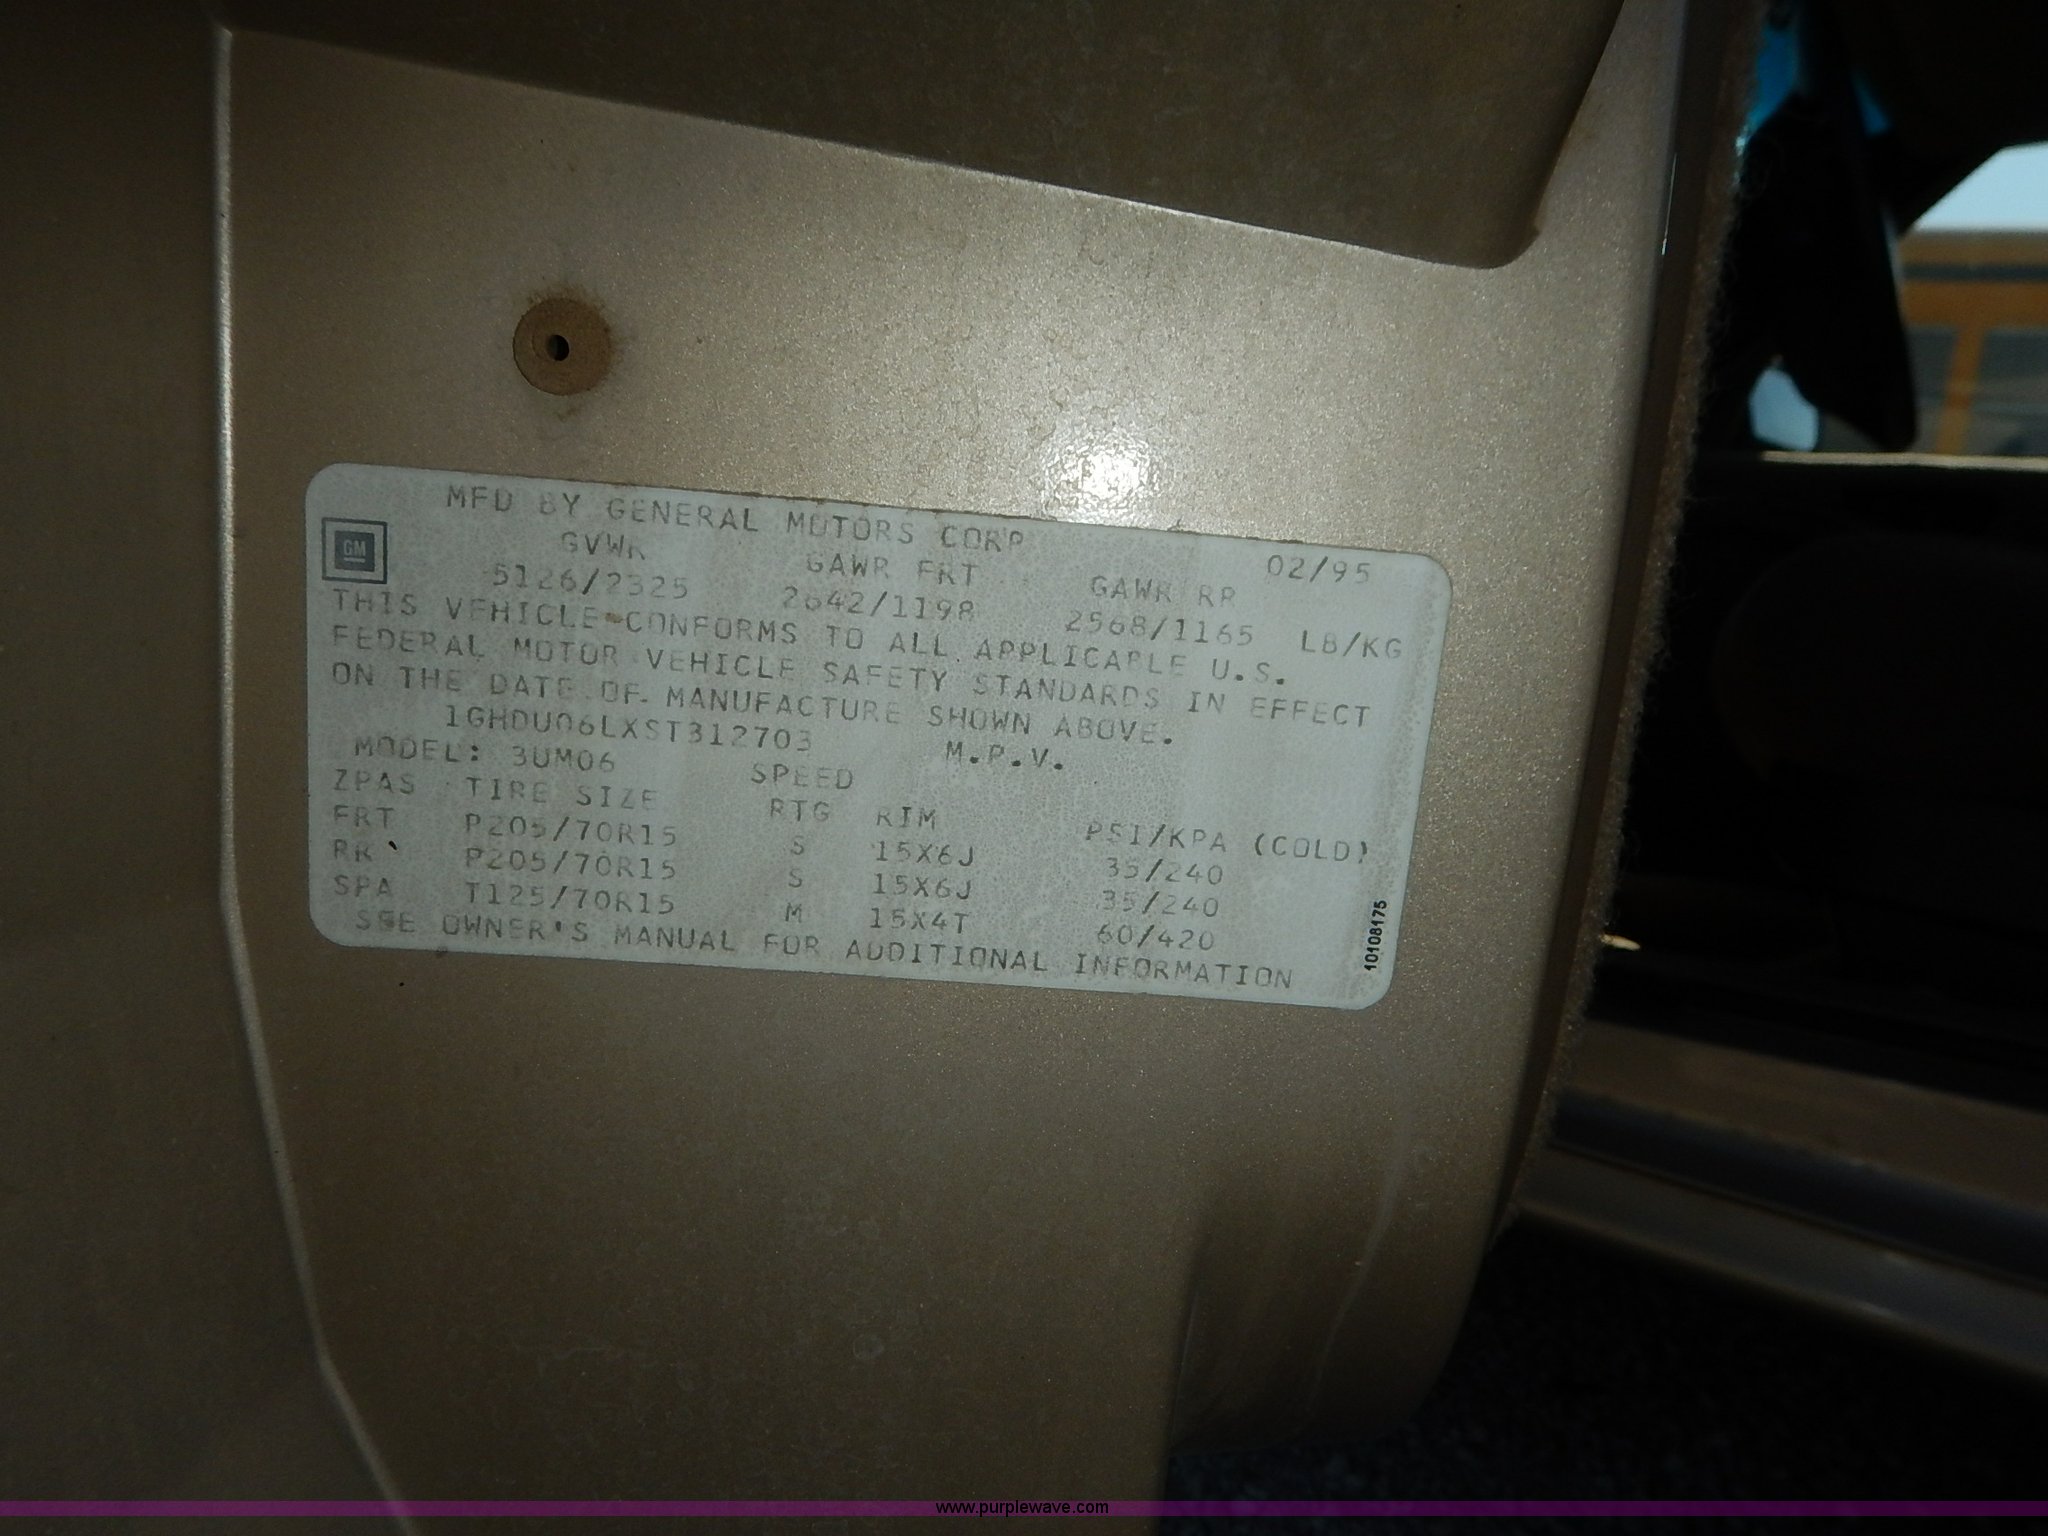 MFD BY GENERAL MOTORS CORP 02/95
GM
GVWR GAWR FRT GAWR RR
5126/2325 2642/1198 2568/1165 LB/KG
THIS VEHICLE CONFORMS TO ALL APPLICABLE U.S.
FEDERAL MOTOR VEHICLE SAFETY STANDARDS IN EFFECT
ON THE DATE OF MANUFACTURE SHOWN ABOVE.
1GHDU06LXST312703 M.P.V.
MODEL: 3UM06 SPEED
ZPAS TIRE SIZE RTG RIM PSI/KPA (COLD)
FRT P205/70R15 S 15X6J 35/240
RR P205/70R15 S 15X6J 35/240
SPA T125/70R15 M 15X4T 60/420
SEE OWNER'S MANUAL FOR ADDITIONAL INFORMATION
10108175
www.purplewave.com